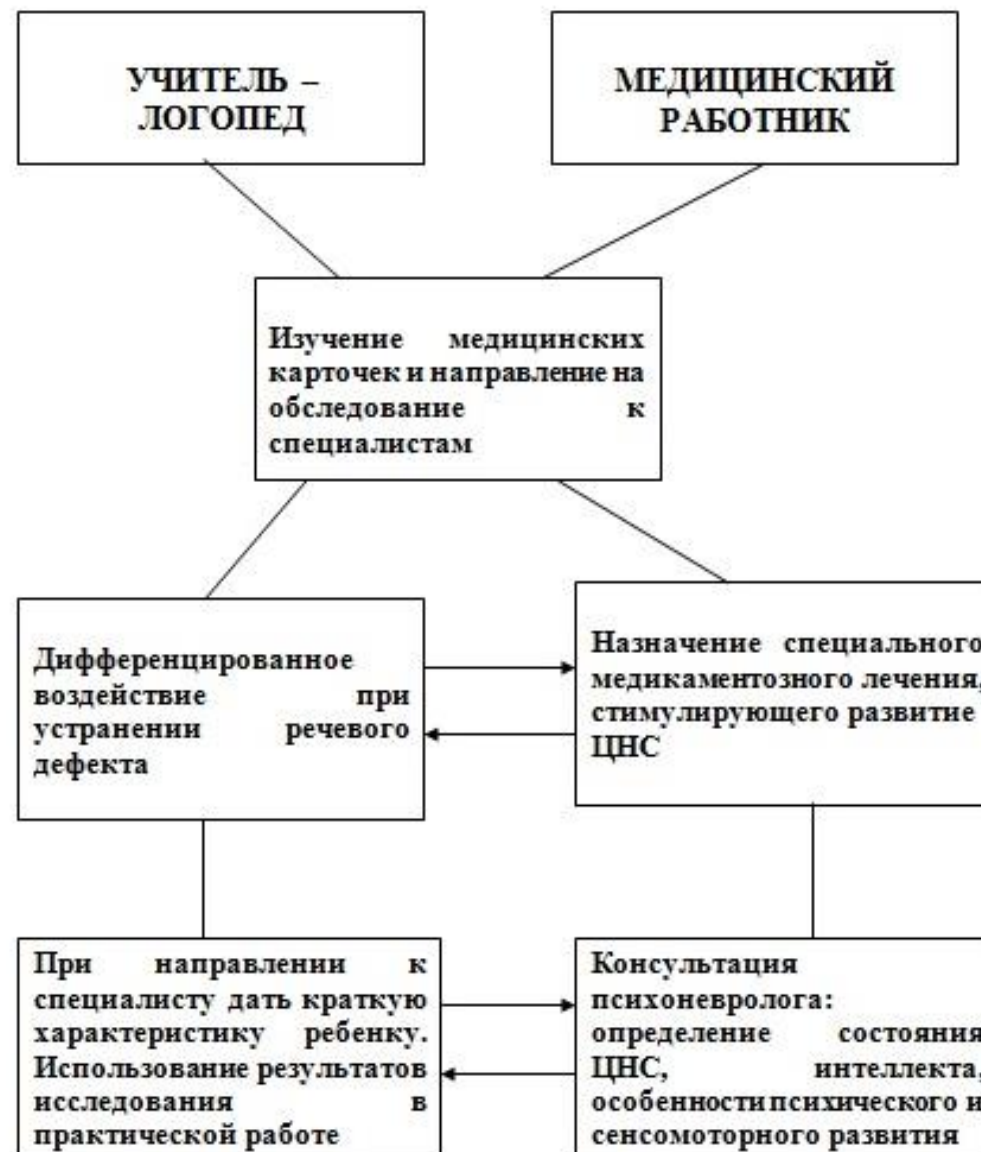 УЧИТЕЛЬ –
ЛОГОПЕД
МЕДИЦИНСКИЙ
РАБОТНИК
Изучение медицинских
карточек и направление на
обследование к
специалистам
Дифференцированное
воздействие при
устранении речевого
дефекта
Назначение специального
медикаментозного лечения,
стимулирующего развитие
ЦНС
При направлении к
специалисту дать краткую
характеристику ребенку.
Использование результатов
исследования в
практической работе
Консультация
психоневролога:
определение состояния
ЦНС, интеллекта,
особенности психического и
сенсомоторного развития